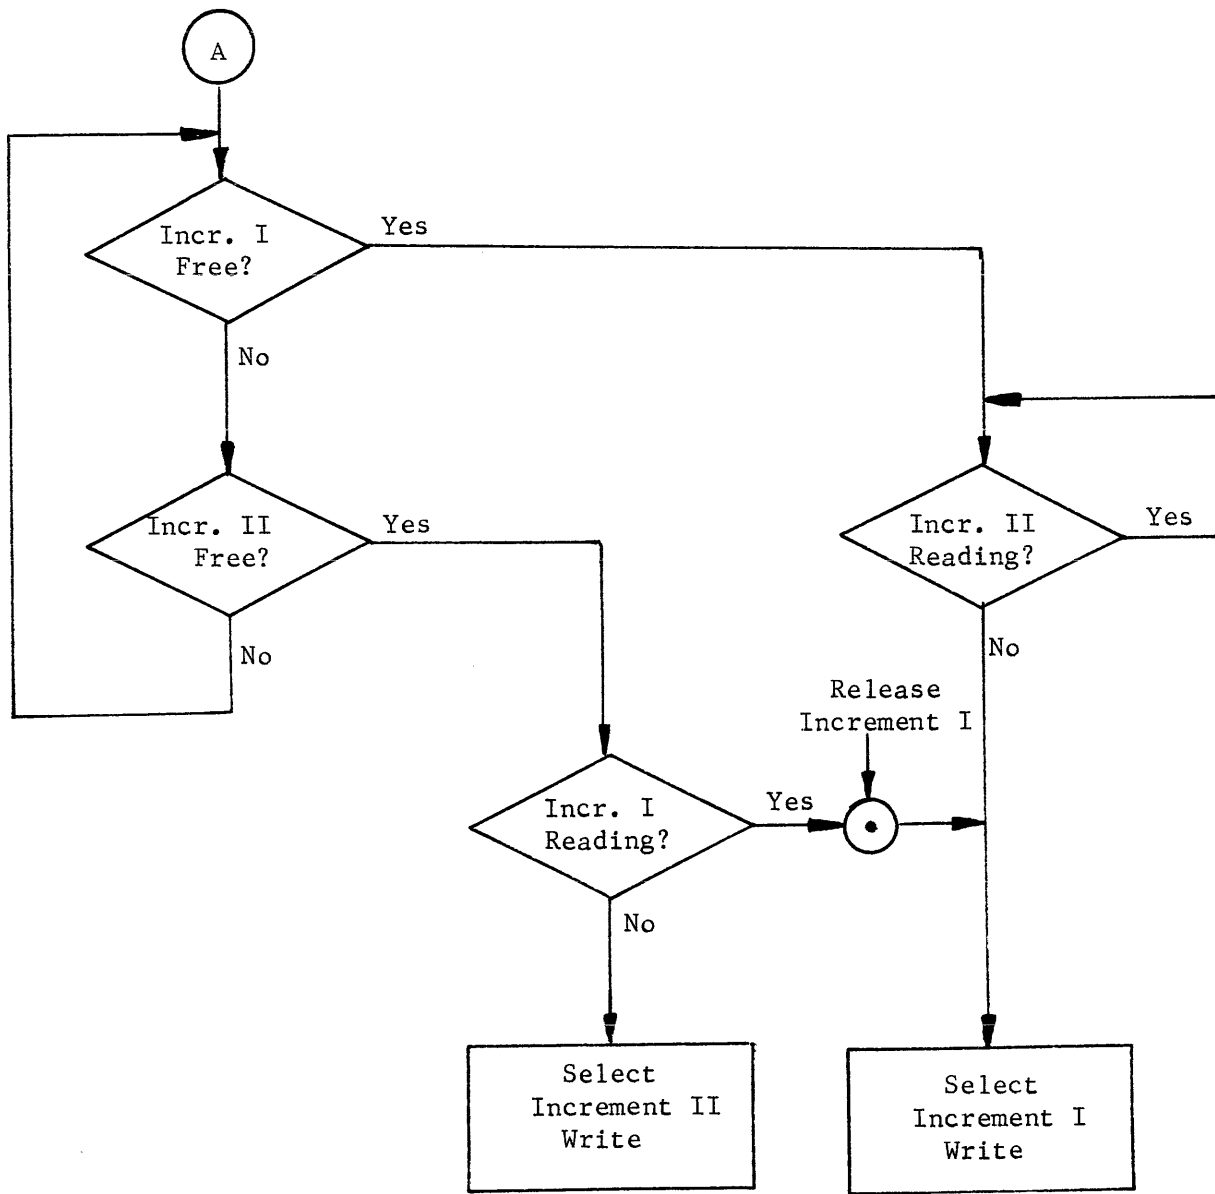 A
Incr. I
Free?
Yes
No
Incr. II
Free?
Yes
No
Incr. II
Reading?
Yes
No
Release
Increment I
Incr. I
Reading?
Yes
No
Select
Increment II
Write
Select
Increment I
Write